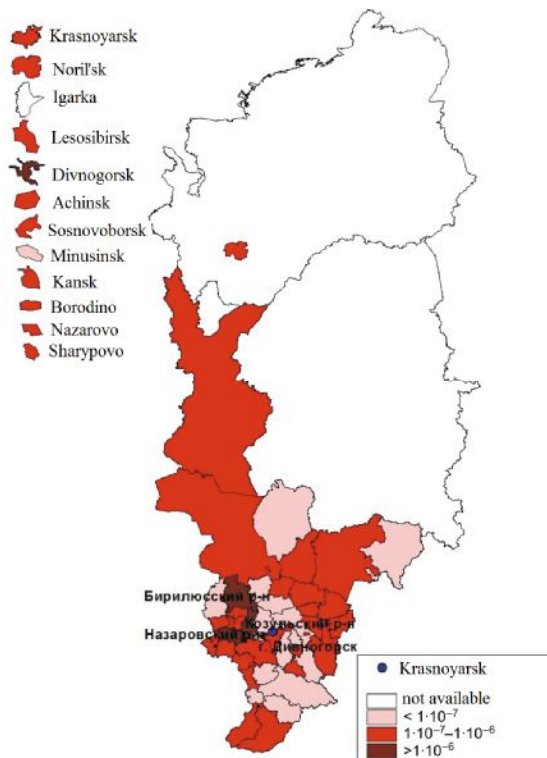 Krasnoyarsk
Noril'sk
Igarka
Lesosibirsk
Divnogorsk
Achinsk
Sosnovoborsk
Minusinsk
Kansk
Borodino
Nazarovo
Sharypovo
Бирилюсский р-н
Козульский р-н
Назаровский р-н
г. Дивногорск
Krasnoyarsk
not available
< 1·10⁻⁷
1·10⁻⁷–1·10⁻⁶
>1·10⁻⁶